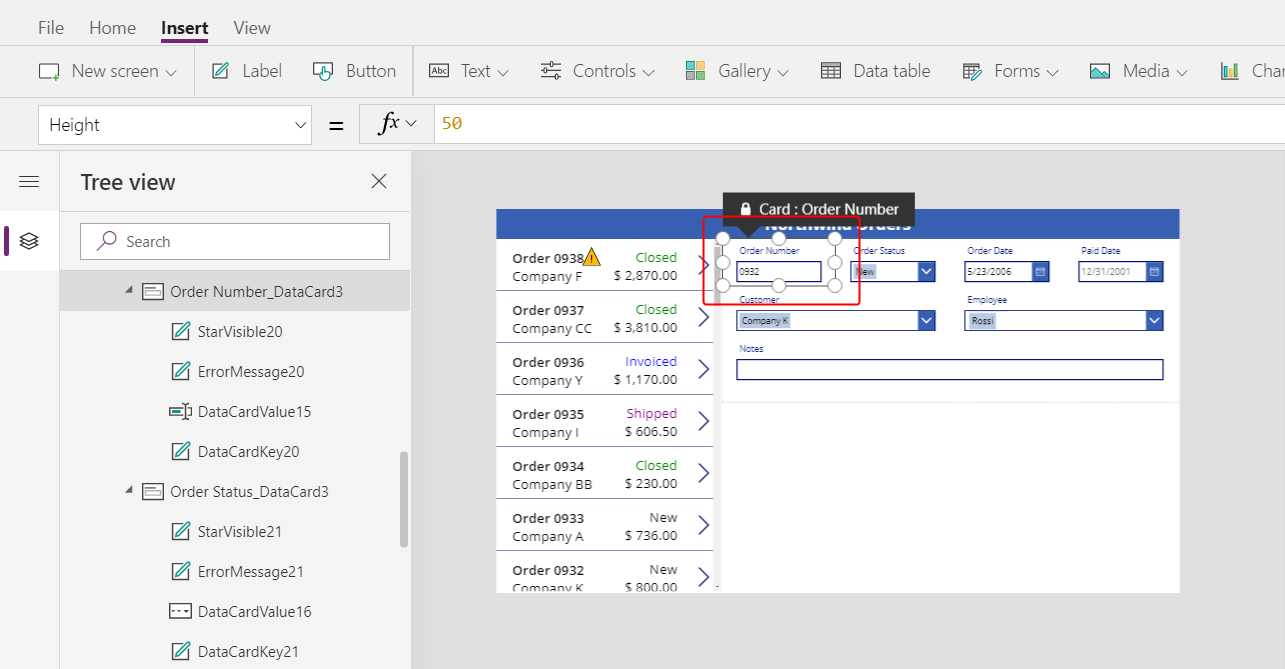 File Home Insert View
New screen Label Button Abc Text Controls Gallery Data table Forms Media Char
Height = fx 50
Tree view
Search
Order Number_DataCard3
StarVisible20
ErrorMessage20
DataCardValue15
DataCardKey20
Order Status_DataCard3
StarVisible21
ErrorMessage21
DataCardValue16
DataCardKey21
Card : Order Number
Northwind Orders
Order 0938 Closed
Company F $ 2,870.00
Order 0937 Closed
Company CC $ 3,810.00
Order 0936 Invoiced
Company Y $ 1,170.00
Order 0935 Shipped
Company I $ 606.50
Order 0934 Closed
Company BB $ 230.00
Order 0933 New
Company A $ 736.00
Order 0932 New
Company K $ 800.00
Order Number Order Status Order Date Paid Date
0932 New 5/23/2006 12/31/2001
Customer Employee
Company K Rossi
Notes